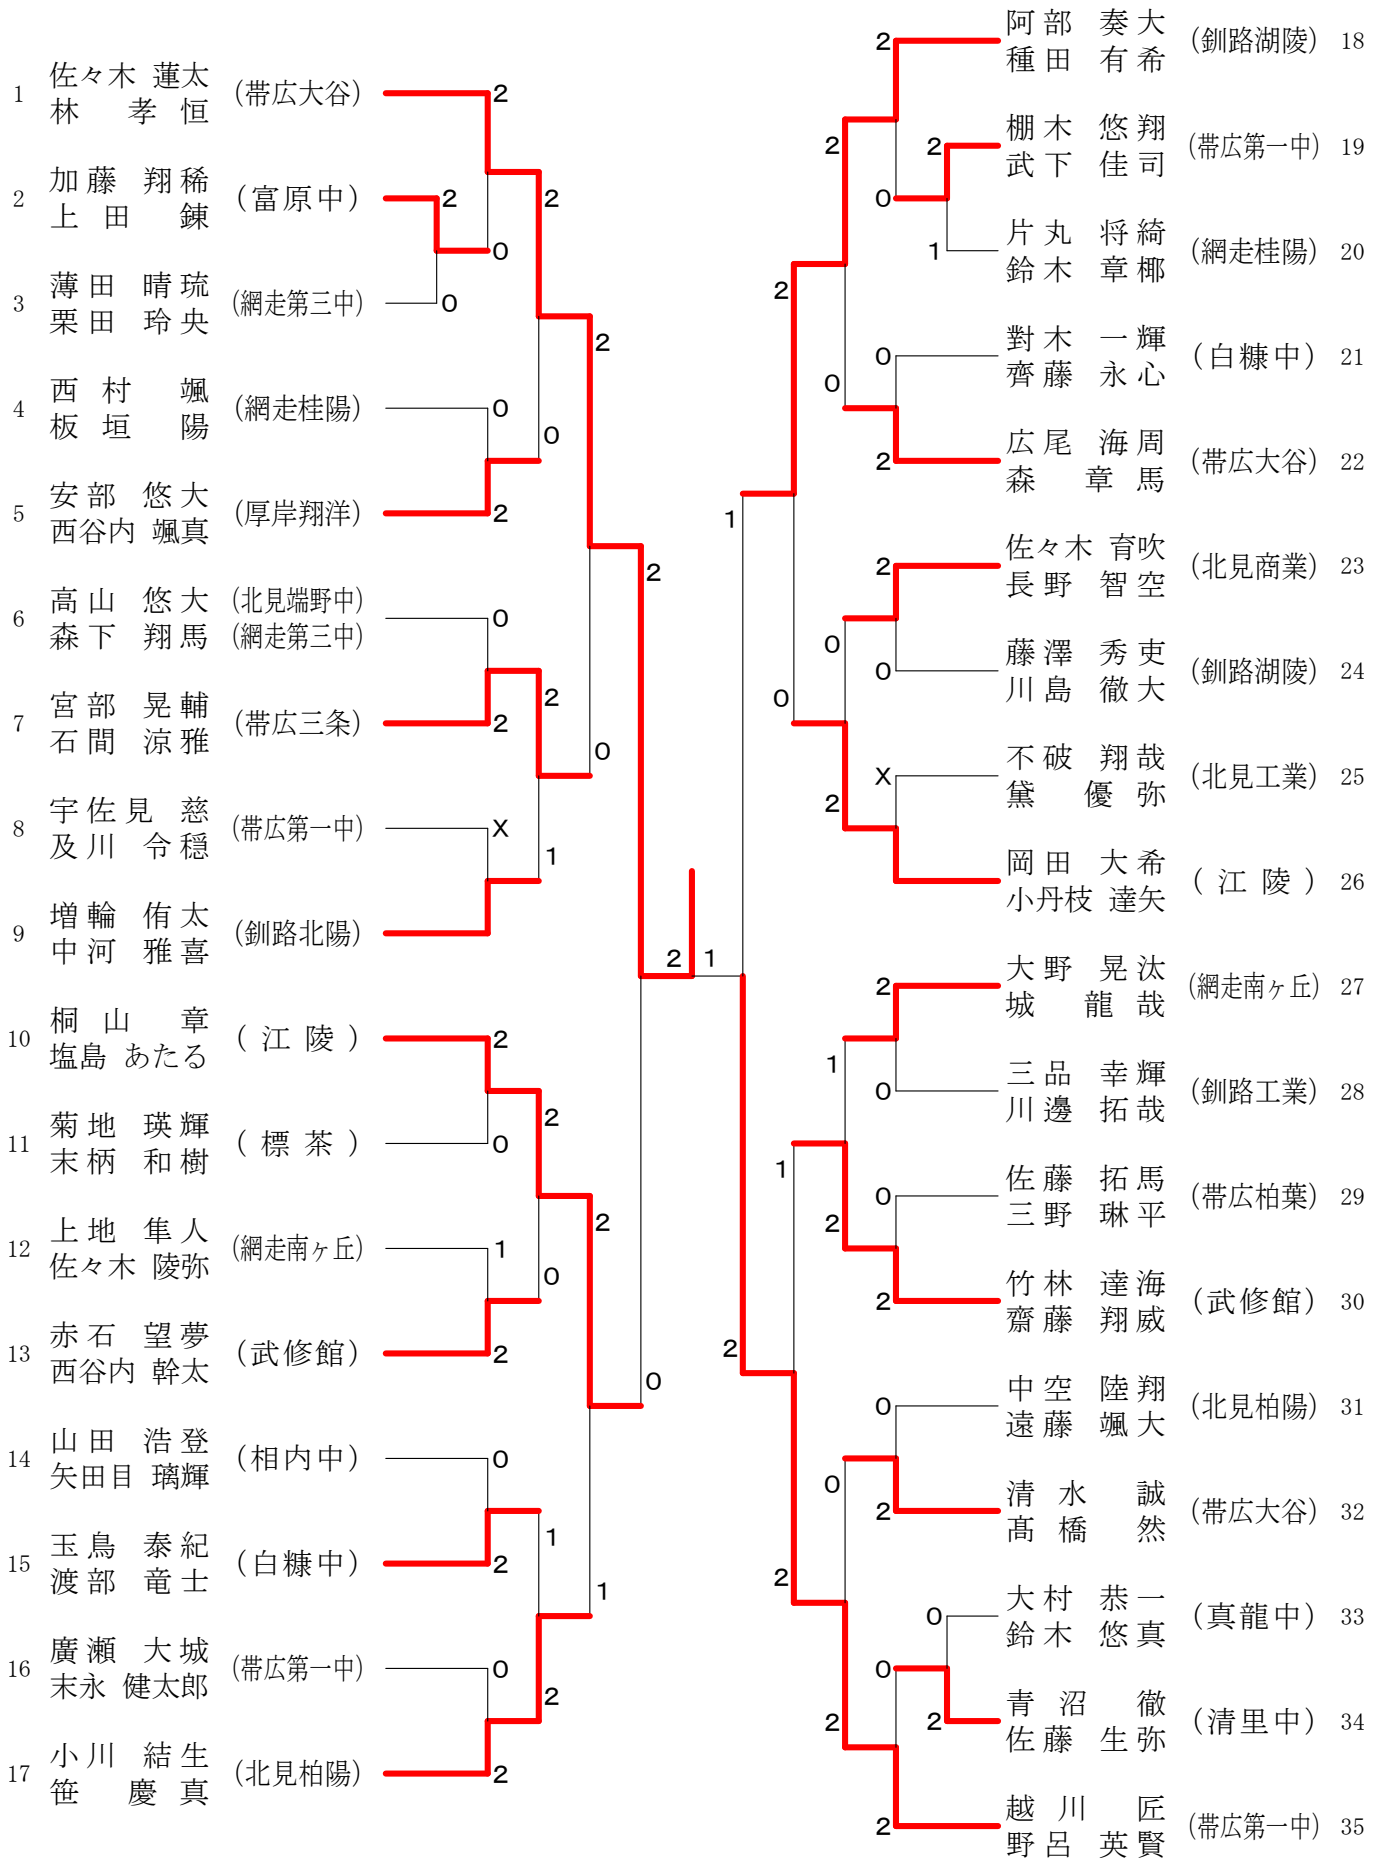 1 佐々木 蓮太 (帯広大谷) 2
林 孝恒
2 加藤 翔稀 (富原中) 2
上田 錬
3 薄田 晴琉 (網走第三中) 0
栗田 玲央
4 西村 颯 (網走桂陽) 0
板垣 陽
5 安部 悠大 (厚岸翔洋) 2
西谷内 颯真
6 高山 悠大 (北見端野中) 0
森下 翔馬 (網走第三中)
7 宮部 晃輔 (帯広三条) 2
石間 涼雅
8 宇佐見 慈 (帯広第一中) X
及川 令穏
9 増輪 侑太 (釧路北陽)
中河 雅喜
10 桐山 章 (江陵) 2
塩島 あたる
11 菊地 瑛輝 (標茶) 0
末柄 和樹
12 上地 隼人 (網走南ヶ丘) 1
佐々木 陵弥
13 赤石 望夢 (武修館) 2
西谷内 幹太
14 山田 浩登 (相内中) 0
矢田目 璃輝
15 玉鳥 泰紀 (白糠中) 2
渡部 竜士
16 廣瀬 大城 (帯広第一中) 0
末永 健太郎
17 小川 結生 (北見柏陽) 2
笹 慶真
0
2
0
2
1
2
0
1
2
2
0
2
1
2
0
2 1
2 阿部 奏大 (釧路湖陵) 18
種田 有希
2 棚木 悠翔 (帯広第一中) 19
武下 佳司
1 片丸 将綺 (網走桂陽) 20
鈴木 章椰
0 對木 一輝 (白糠中) 21
齊藤 永心
2 広尾 海周 (帯広大谷) 22
森 章馬
2 佐々木 育吹 (北見商業) 23
長野 智空
0 藤澤 秀吏 (釧路湖陵) 24
川島 徹大
X 不破 翔哉 (北見工業) 25
黛 優弥
岡田 大希 (江陵) 26
小丹枝 達矢
2 大野 晃汰 (網走南ヶ丘) 27
城 龍哉
0 三品 幸輝 (釧路工業) 28
川邊 拓哉
0 佐藤 拓馬 (帯広柏葉) 29
三野 琳平
2 竹林 達海 (武修館) 30
齋藤 翔威
0 中空 陸翔 (北見柏陽) 31
遠藤 颯大
2 清水 誠 (帯広大谷) 32
髙橋 然
0 大村 恭一 (真龍中) 33
鈴木 悠真
2 青沼 徹 (清里中) 34
佐藤 生弥
2 越川 匠 (帯広第一中) 35
野呂 英賢
0
2
0
0
2
1
2
0
0
2
2
0
1
2
1
2